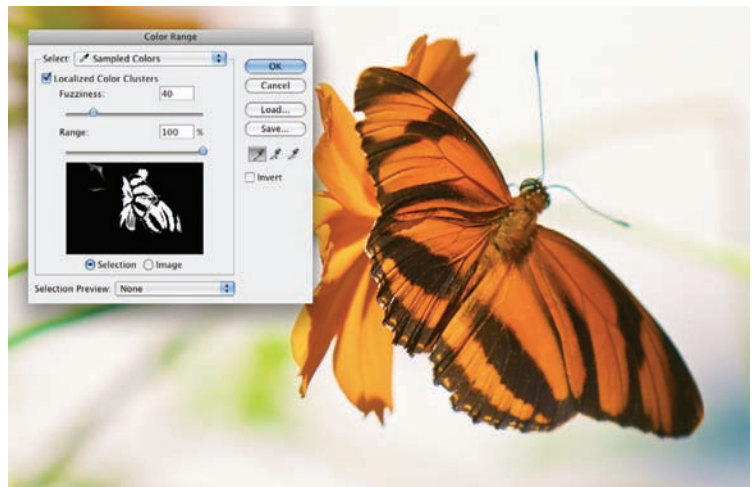 Color Range
Select: Sampled Colors
OK
Localized Color Clusters
Cancel
Fuzziness: 40
Load...
Range: 100 %
Save...
Invert
Selection Image
Selection Preview: None